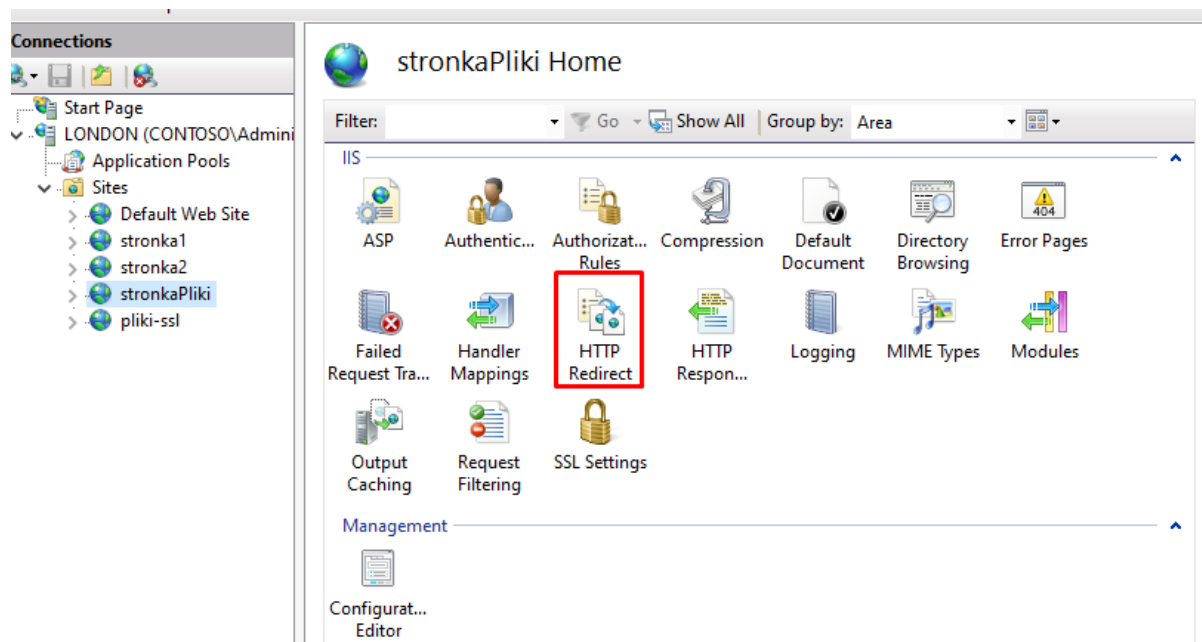 Connections
Start Page
LONDON (CONTOSO\Admini
Application Pools
Sites
Default Web Site
stronka1
stronka2
stronkaPliki
pliki-ssl
stronkaPliki Home
Filter: Go Show All Group by: Area
IIS
ASP Authentic... Authorizat... Compression Default Directory Error Pages
Rules Document Browsing
404
Failed Handler HTTP HTTP Logging MIME Types Modules
Request Tra... Mappings Redirect Respon...
Output Request SSL Settings
Caching Filtering
Management
Configurat...
Editor